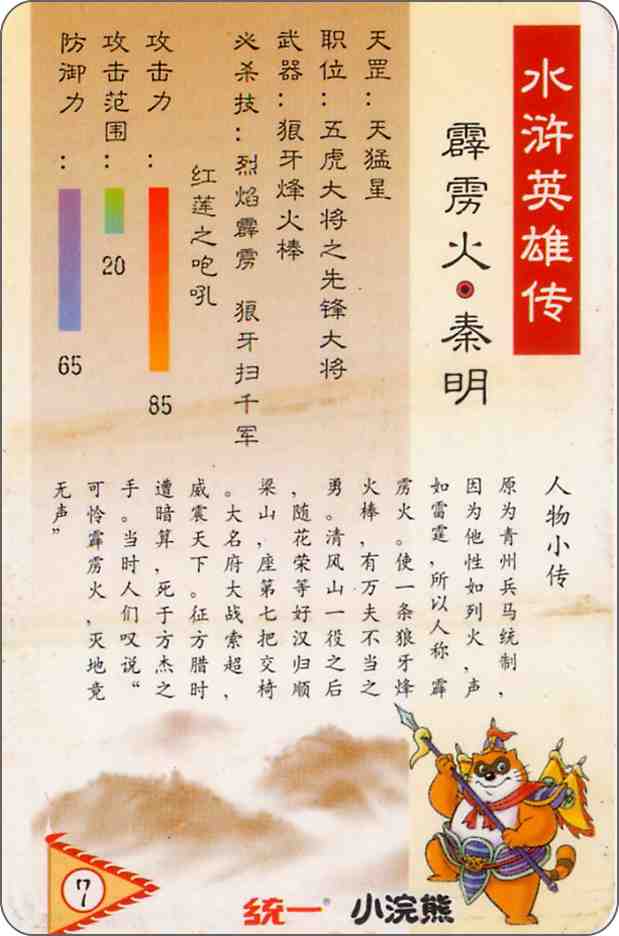 水浒英雄传
霹雳火·秦明
天罡：天猛星
职位：五虎大将之先锋大将
武器：狼牙烽火棒
必杀技：烈焰霹雳 狼牙扫千军
红莲之咆吼
攻击力：
85
攻击范围：
20
防御力：
65
人物小传
原为青州兵马统制，
因为他性如列火，声
如雷霆，所以人称霹
雳火。使一条狼牙烽
火棒，有万夫不当之
勇。清风山一役之后
，随花荣等好汉归顺
梁山，座第七把交椅
。大名府大战索超，
威震天下。征方腊时
遭暗算，死于方杰之
手。当时人们叹说“
可怜霹雳火，灭地竟
无声”
7
统一® 小浣熊